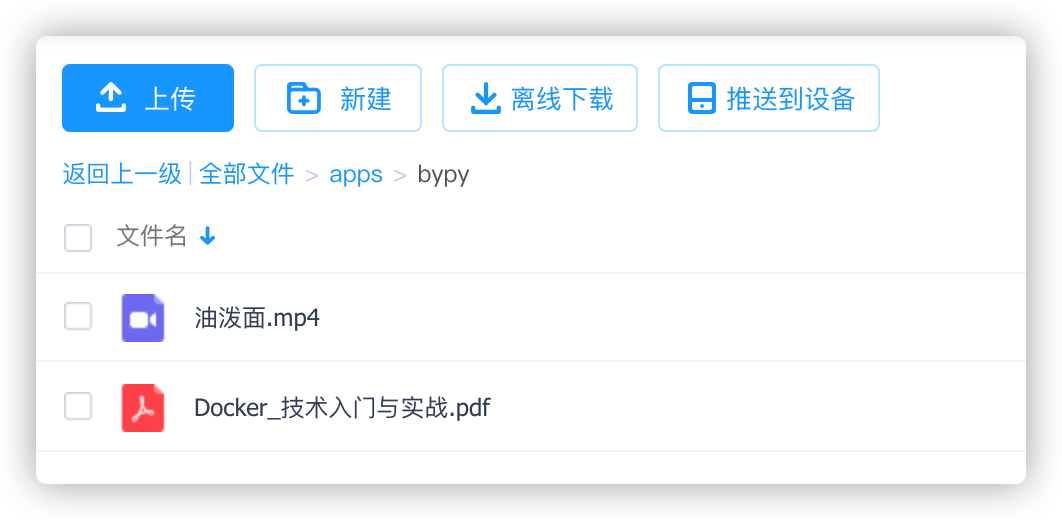 上传 新建 离线下载 推送到设备
返回上一级 | 全部文件 > apps > bypy
文件名
油泼面.mp4
Docker_技术入门与实战.pdf